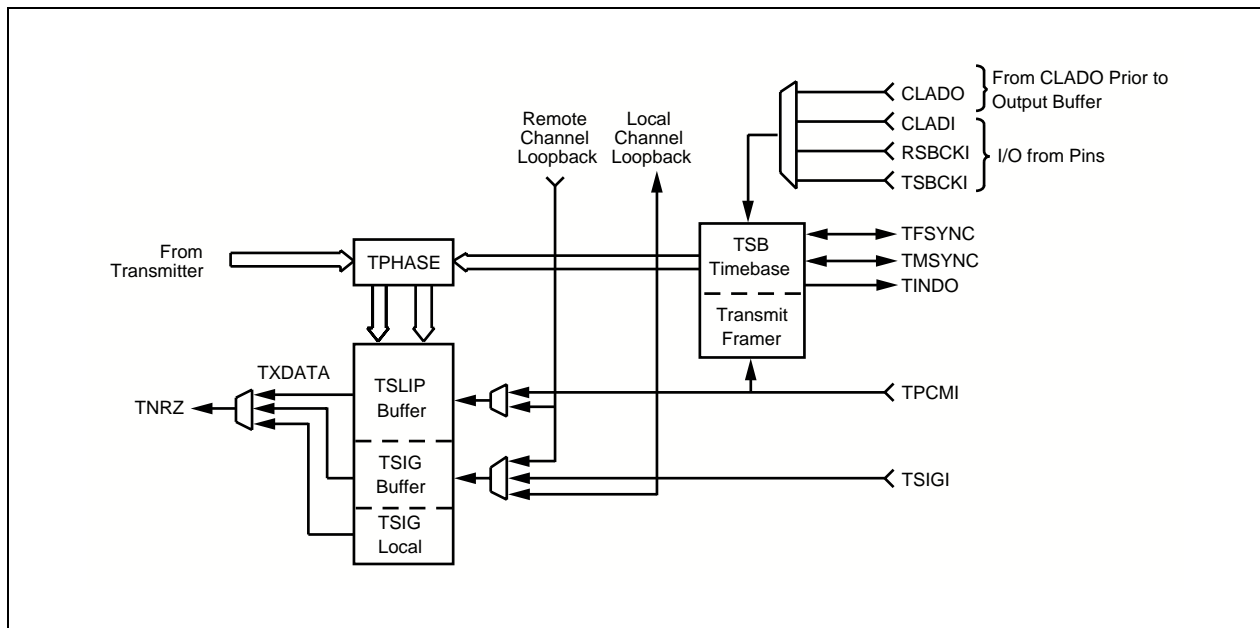 From CLADO Prior to
Output Buffer
CLADO
CLADI
RSBCKI
TSBCKI
I/O from Pins
Remote
Channel
Loopback
Local
Channel
Loopback
From
Transmitter
TPHASE
TSB
Timebase
Transmit
Framer
TFSYNC
TMSYNC
TINDO
TXDATA
TNRZ
TSLIP
Buffer
TSIG
Buffer
TSIG
Local
TPCMI
TSIGI